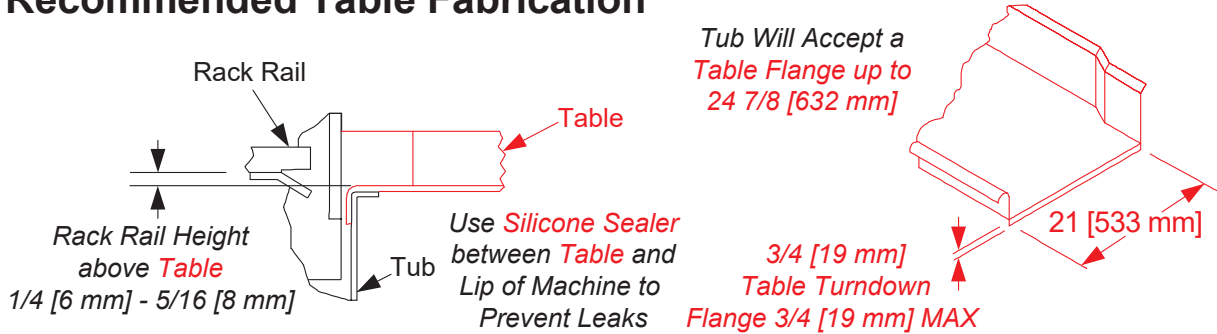 Recommended Table Fabrication
Rack Rail
Table
Rack Rail Height
above Table
1/4 [6 mm] - 5/16 [8 mm]
Tub
Use Silicone Sealer
between Table and
Lip of Machine to
Prevent Leaks
Tub Will Accept a
Table Flange up to
24 7/8 [632 mm]
21 [533 mm]
3/4 [19 mm]
Table Turndown
Flange 3/4 [19 mm] MAX